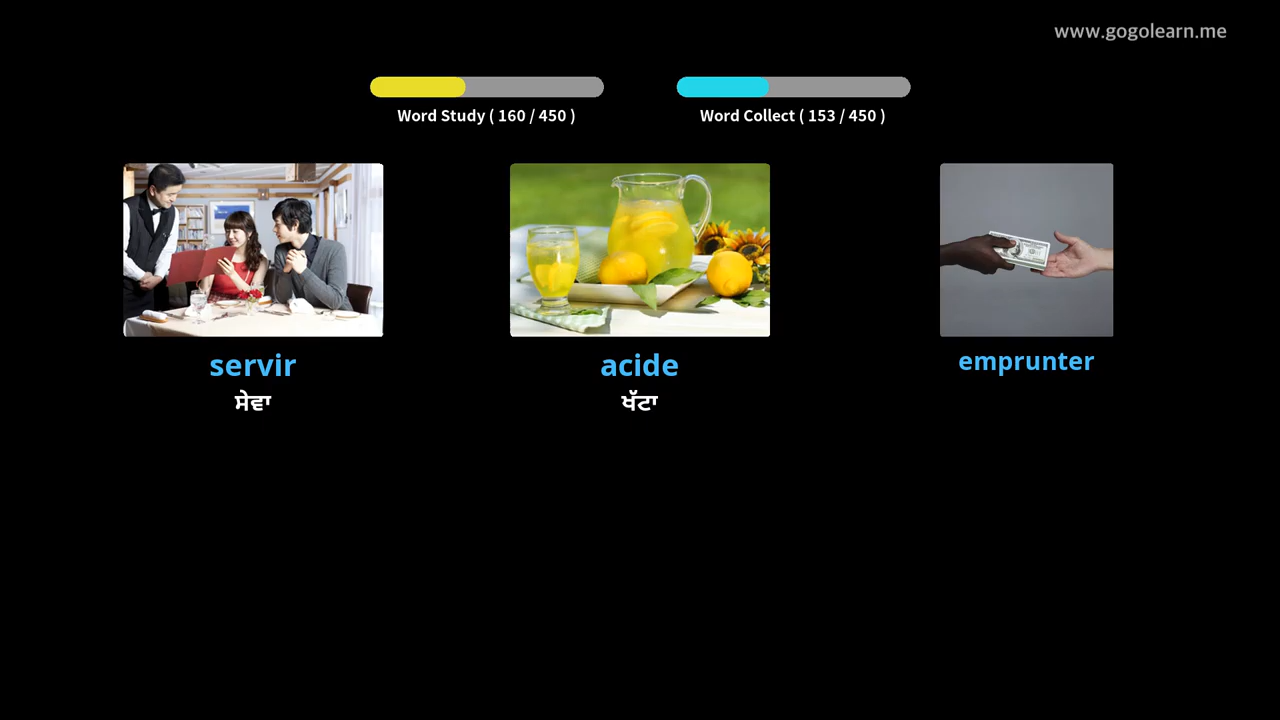 www.gogolearn.me
Word Study ( 160 / 450 )
Word Collect ( 153 / 450 )
servir
acide
emprunter
ਸੇਵਾ
ਖੱਟਾ